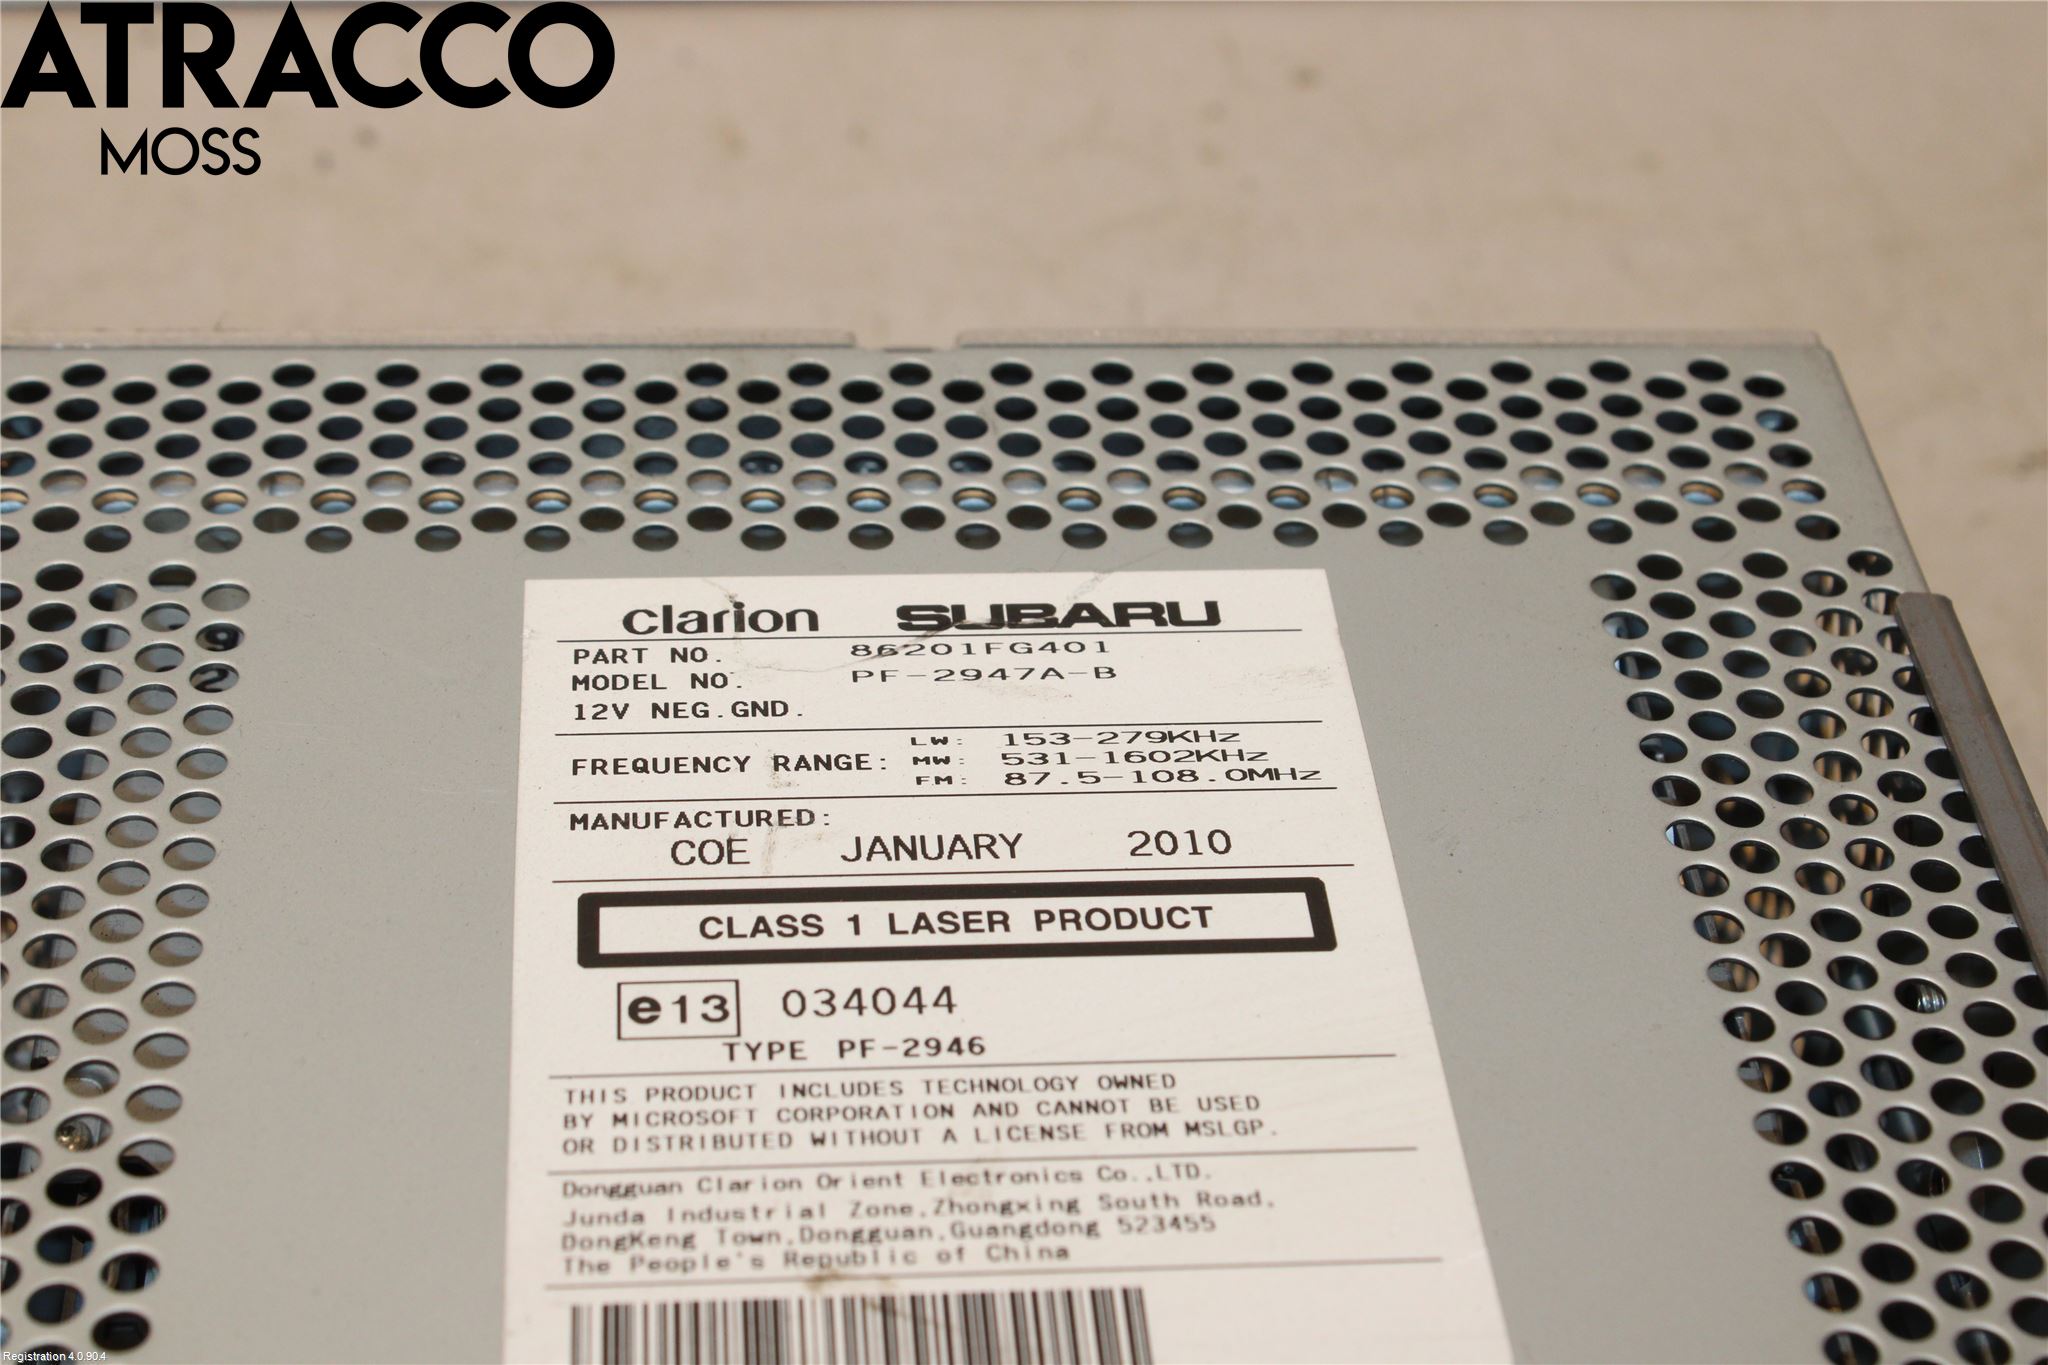 ATRACCO
MOSS
clarion SUBARU
PART NO. 86201FG401
MODEL NO. PF-2947A-B
12V NEG.GND.
FREQUENCY RANGE: LW: 153-279KHz
MW: 531-1602KHz
FM: 87.5-108.0MHz
MANUFACTURED:
COE JANUARY 2010
CLASS 1 LASER PRODUCT
e13 034044
TYPE PF-2946
THIS PRODUCT INCLUDES TECHNOLOGY OWNED
BY MICROSOFT CORPORATION AND CANNOT BE USED
OR DISTRIBUTED WITHOUT A LICENSE FROM MSLGP.
Dongguan Clarion Orient Electronics Co.,LTD.
Junda Industrial Zone,Zhongxing South Road,
DongKeng Town,Dongguan,Guangdong 523455
The People's Republic of China
Registration 4.0.90.4